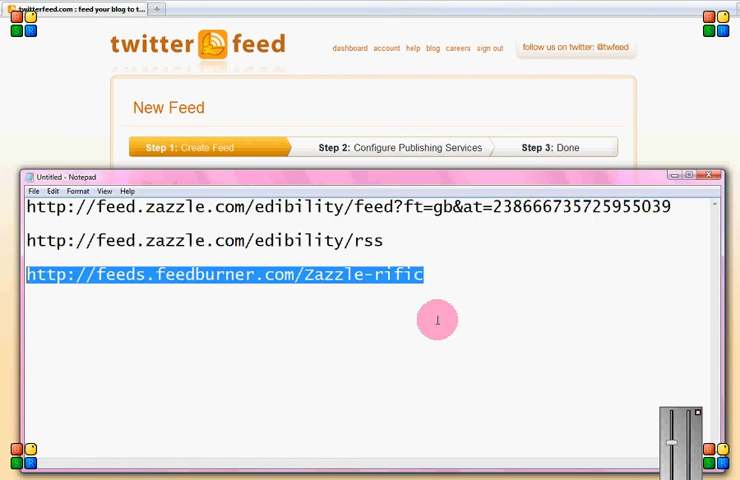 twitterfeed.com : feed your blog to t...
twitter feed
dashboard account help blog careers sign out
follow us on twitter: @twfeed
New Feed
Step 1: Create Feed
Step 2: Configure Publishing Services
Step 3: Done
Untitled - Notepad
File Edit Format View Help
http://feed.zazzle.com/edibility/feed?ft=gb&at=238666735725955039
http://feed.zazzle.com/edibility/rss
http://feeds.feedburner.com/Zazzle-rific